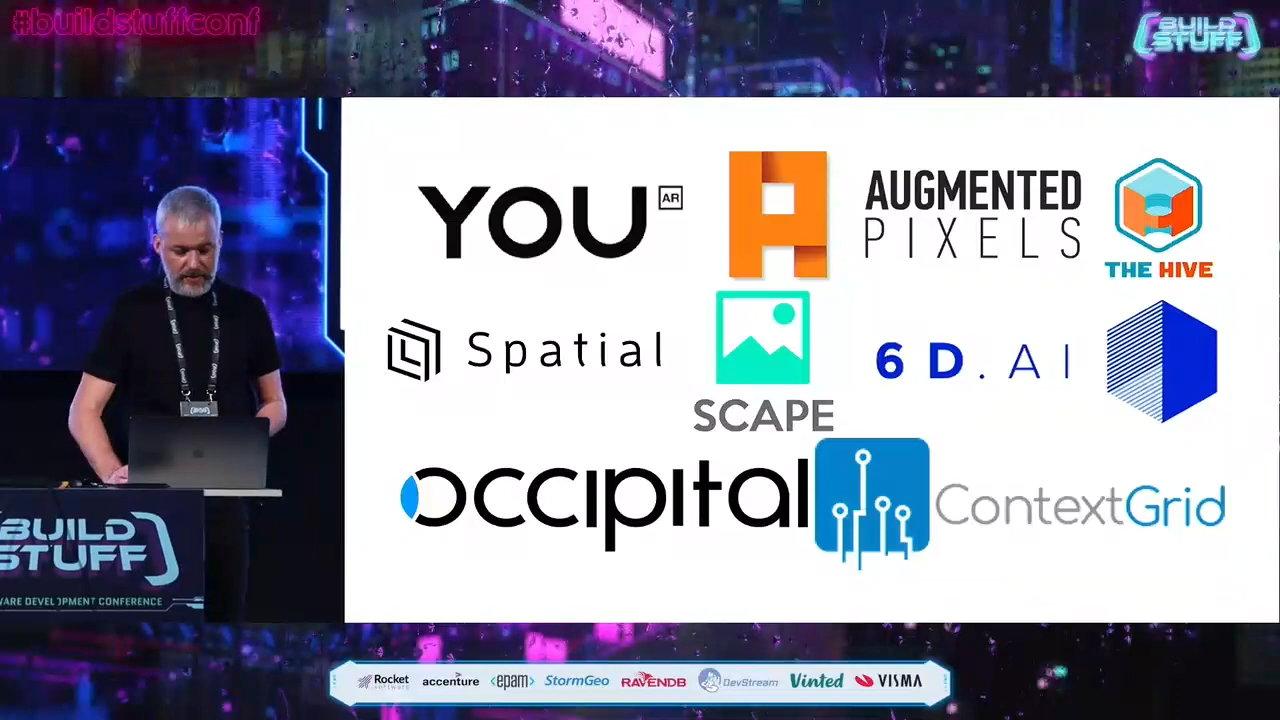 #buildstuffconf
BUILD
STUFF
YOU AR
AUGMENTED
PIXELS
THE HIVE
Spatial
SCAPE
6D.AI
occipital
ContextGrid
BUILD
STUFF
WARE DEVELOPMENT CONFERENCE
Rocket
software
accenture
<epam>
StormGeo
RAVENDB
DevStream
Vinted
VISMA